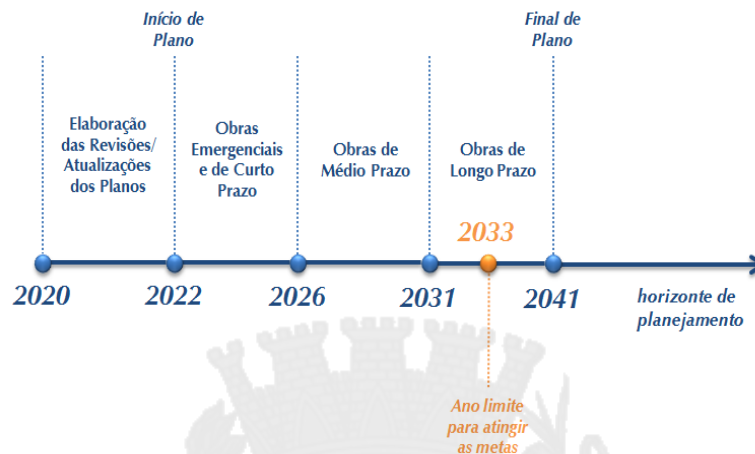 Início de
Plano
Final de
Plano
Elaboração
das Revisões/
Atualizações
dos Planos
Obras
Emergenciais
e de Curto
Prazo
Obras de
Médio Prazo
Obras de
Longo Prazo
2033
2020
2022
2026
2031
2041
horizonte de
planejamento
Ano limite
para atingir
as metas